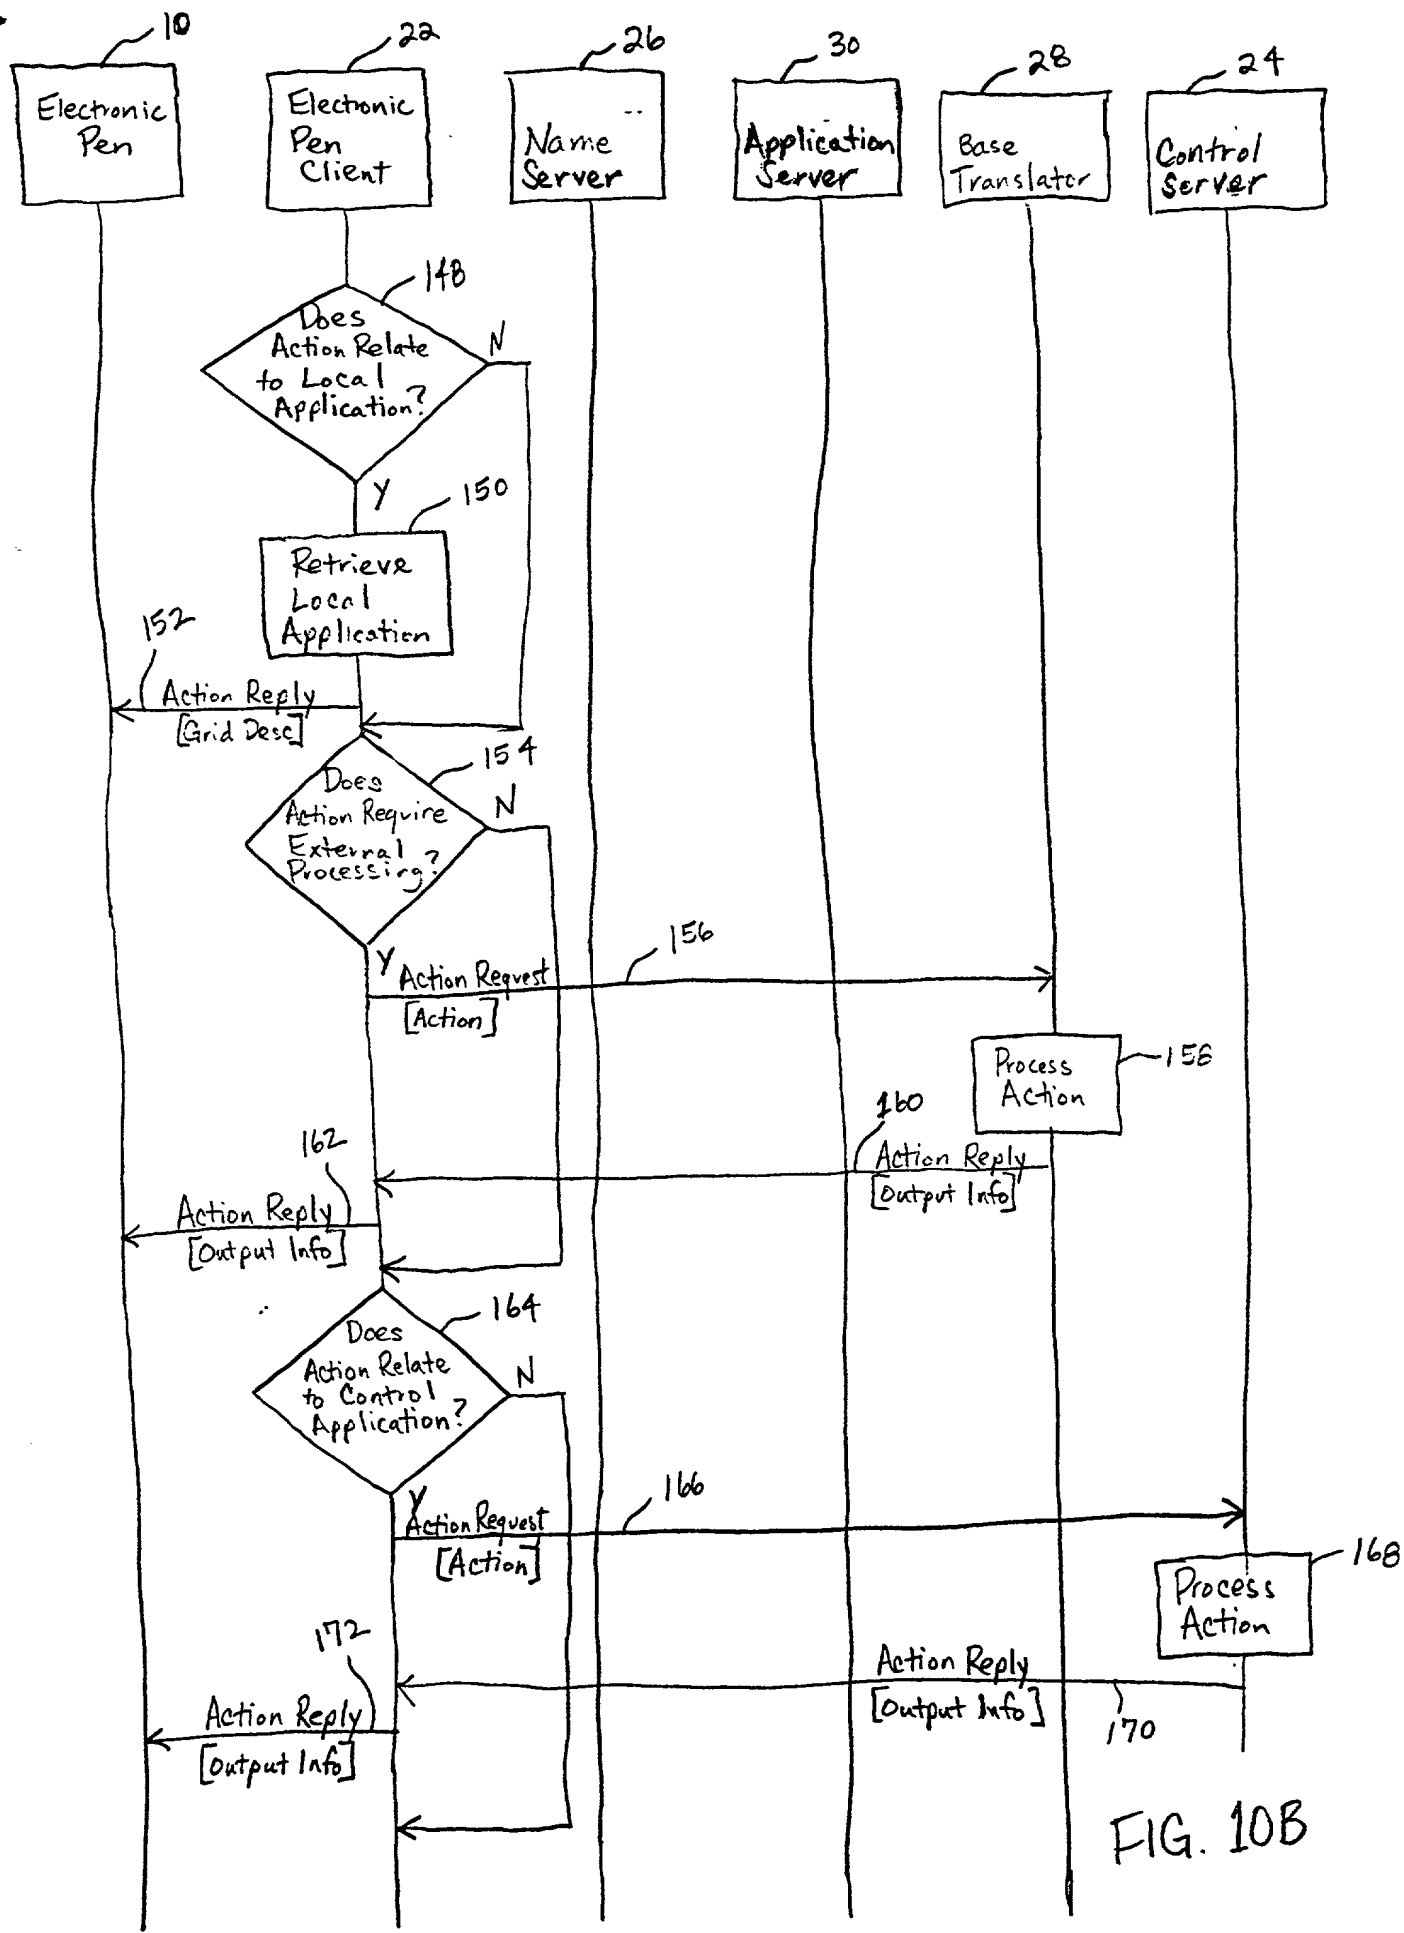 10
22
26
30
28
24
Electronic
Pen
Electronic
Pen
Client
Name
Server
Application
Server
Base
Translator
Control
Server
148
Does
Action Relate
to Local
Application?
N
Y
150
Retrieve
Local
Application
152
Action Reply
[Grid Desc]
154
Does
Action Require
External
Processing?
N
Y
Action Request
[Action]
156
Process
Action
158
160
Action Reply
[Output Info]
162
Action Reply
[Output Info]
164
Does
Action Relate
to Control
Application?
N
Y
Action Request
[Action]
166
168
Process
Action
Action Reply
[Output Info]
170
172
Action Reply
[Output Info]
FIG. 10B